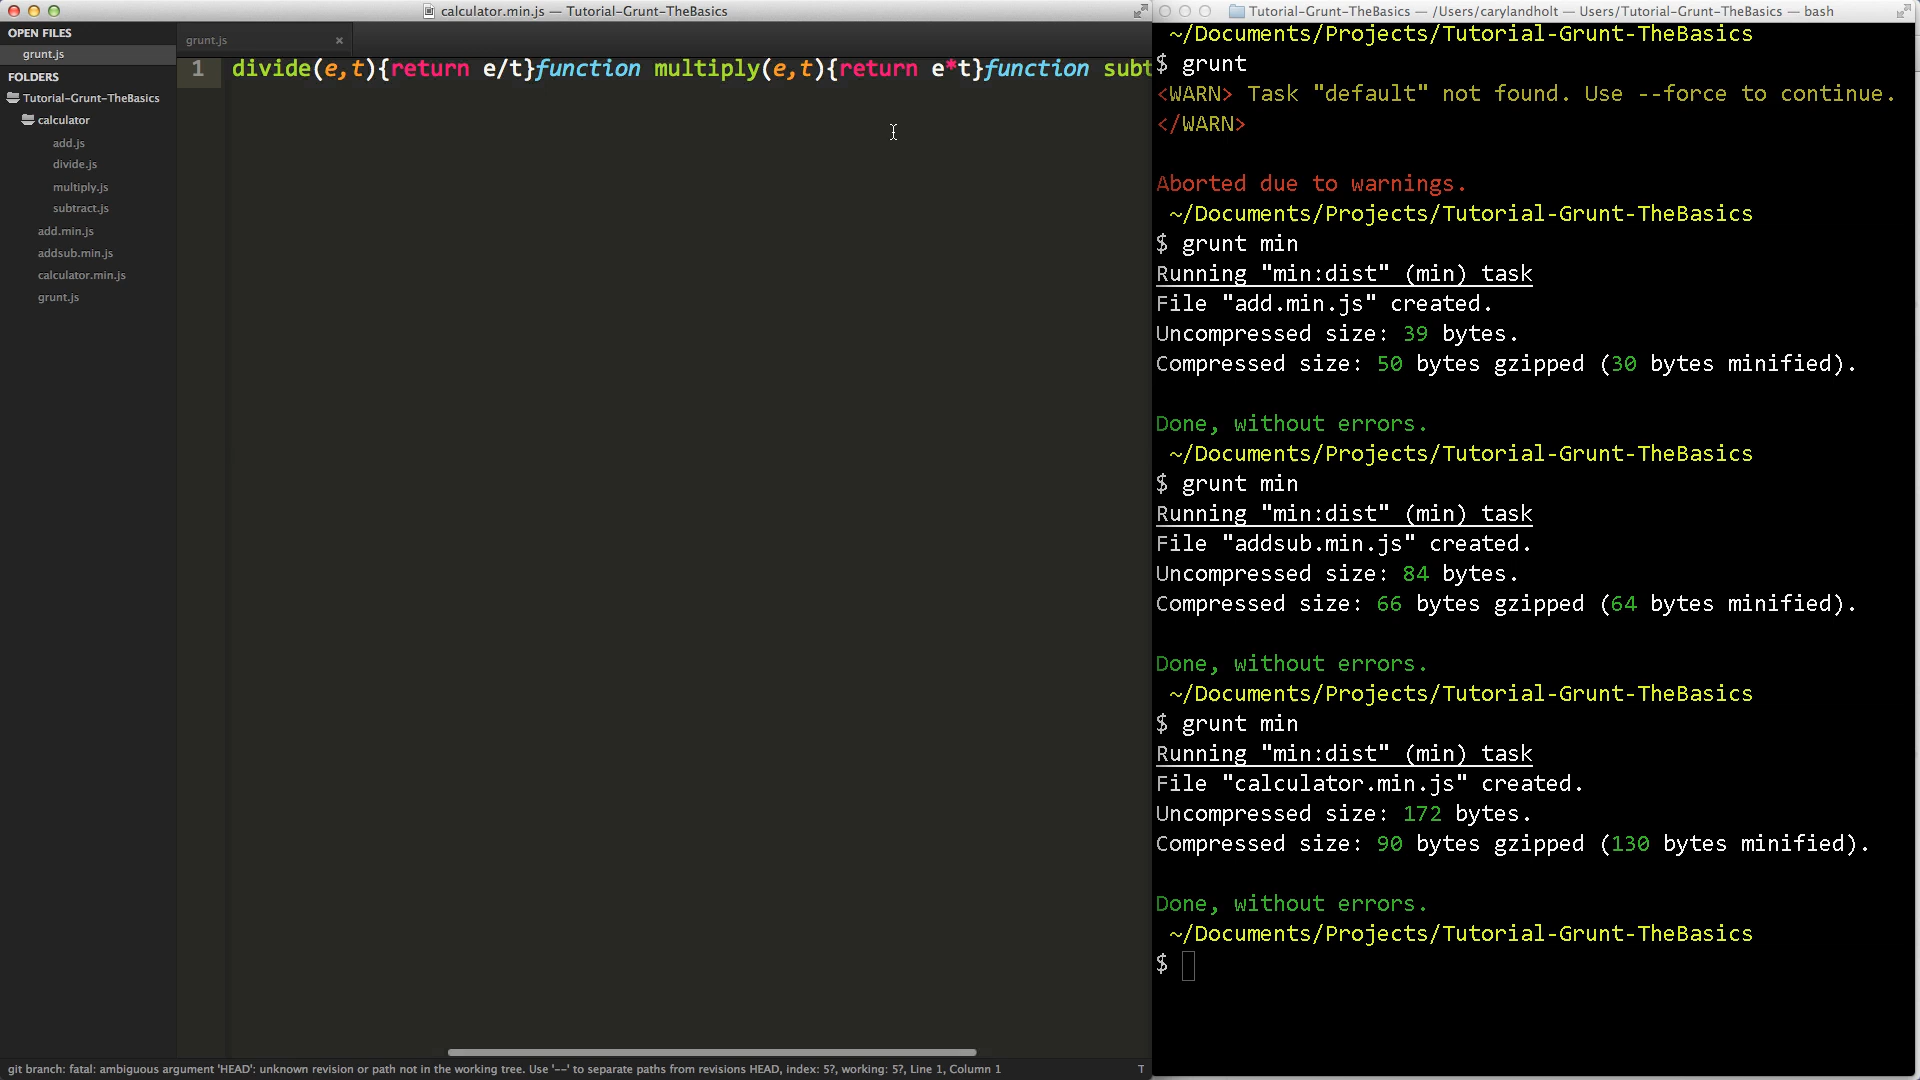 calculator.min.js — Tutorial-Grunt-TheBasics
OPEN FILES
grunt.js
FOLDERS
Tutorial-Grunt-TheBasics
calculator
add.js
divide.js
multiply.js
subtract.js
add.min.js
addsub.min.js
calculator.min.js
grunt.js
grunt.js ×
1 divide(e,t){return e/t}function multiply(e,t){return e*t}function subt
git branch: fatal: ambiguous argument 'HEAD': unknown revision or path not in the working tree. Use '--' to separate paths from revisions HEAD, index: 5?, working: 5?, Line 1, Column 1
T
Tutorial-Grunt-TheBasics — /Users/carylandholt — Users/Tutorial-Grunt-TheBasics — bash
~/Documents/Projects/Tutorial-Grunt-TheBasics
$ grunt
<WARN> Task "default" not found. Use --force to continue.
</WARN>
Aborted due to warnings.
~/Documents/Projects/Tutorial-Grunt-TheBasics
$ grunt min
Running "min:dist" (min) task
File "add.min.js" created.
Uncompressed size: 39 bytes.
Compressed size: 50 bytes gzipped (30 bytes minified).
Done, without errors.
~/Documents/Projects/Tutorial-Grunt-TheBasics
$ grunt min
Running "min:dist" (min) task
File "addsub.min.js" created.
Uncompressed size: 84 bytes.
Compressed size: 66 bytes gzipped (64 bytes minified).
Done, without errors.
~/Documents/Projects/Tutorial-Grunt-TheBasics
$ grunt min
Running "min:dist" (min) task
File "calculator.min.js" created.
Uncompressed size: 172 bytes.
Compressed size: 90 bytes gzipped (130 bytes minified).
Done, without errors.
~/Documents/Projects/Tutorial-Grunt-TheBasics
$